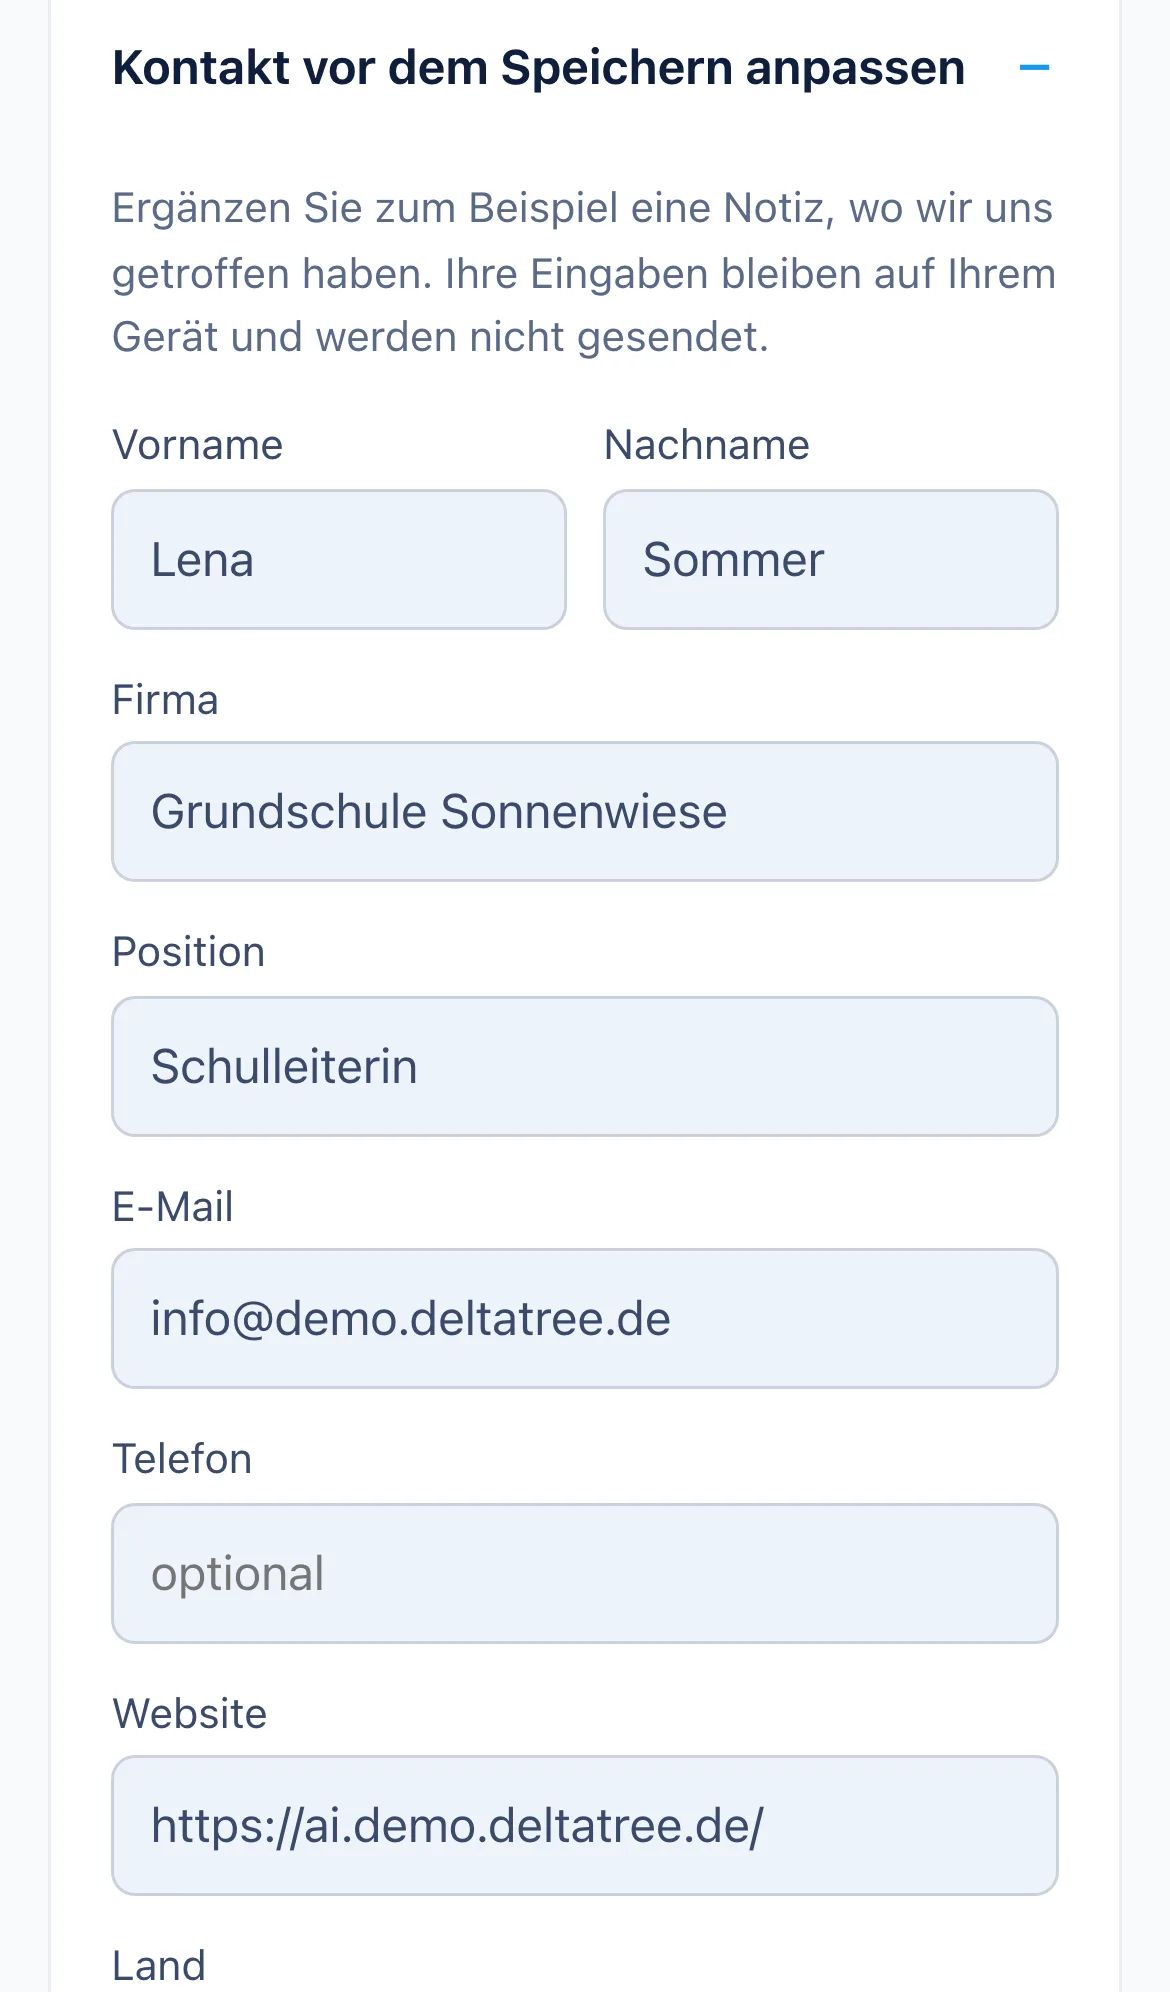 Kontakt vor dem Speichern anpassen
Ergänzen Sie zum Beispiel eine Notiz, wo wir uns
getroffen haben. Ihre Eingaben bleiben auf Ihrem
Gerät und werden nicht gesendet.
Vorname
Nachname
Lena
Sommer
Firma
Grundschule Sonnenwiese
Position
Schulleiterin
E-Mail
info@demo.deltatree.de
Telefon
optional
Website
https://ai.demo.deltatree.de/
Land